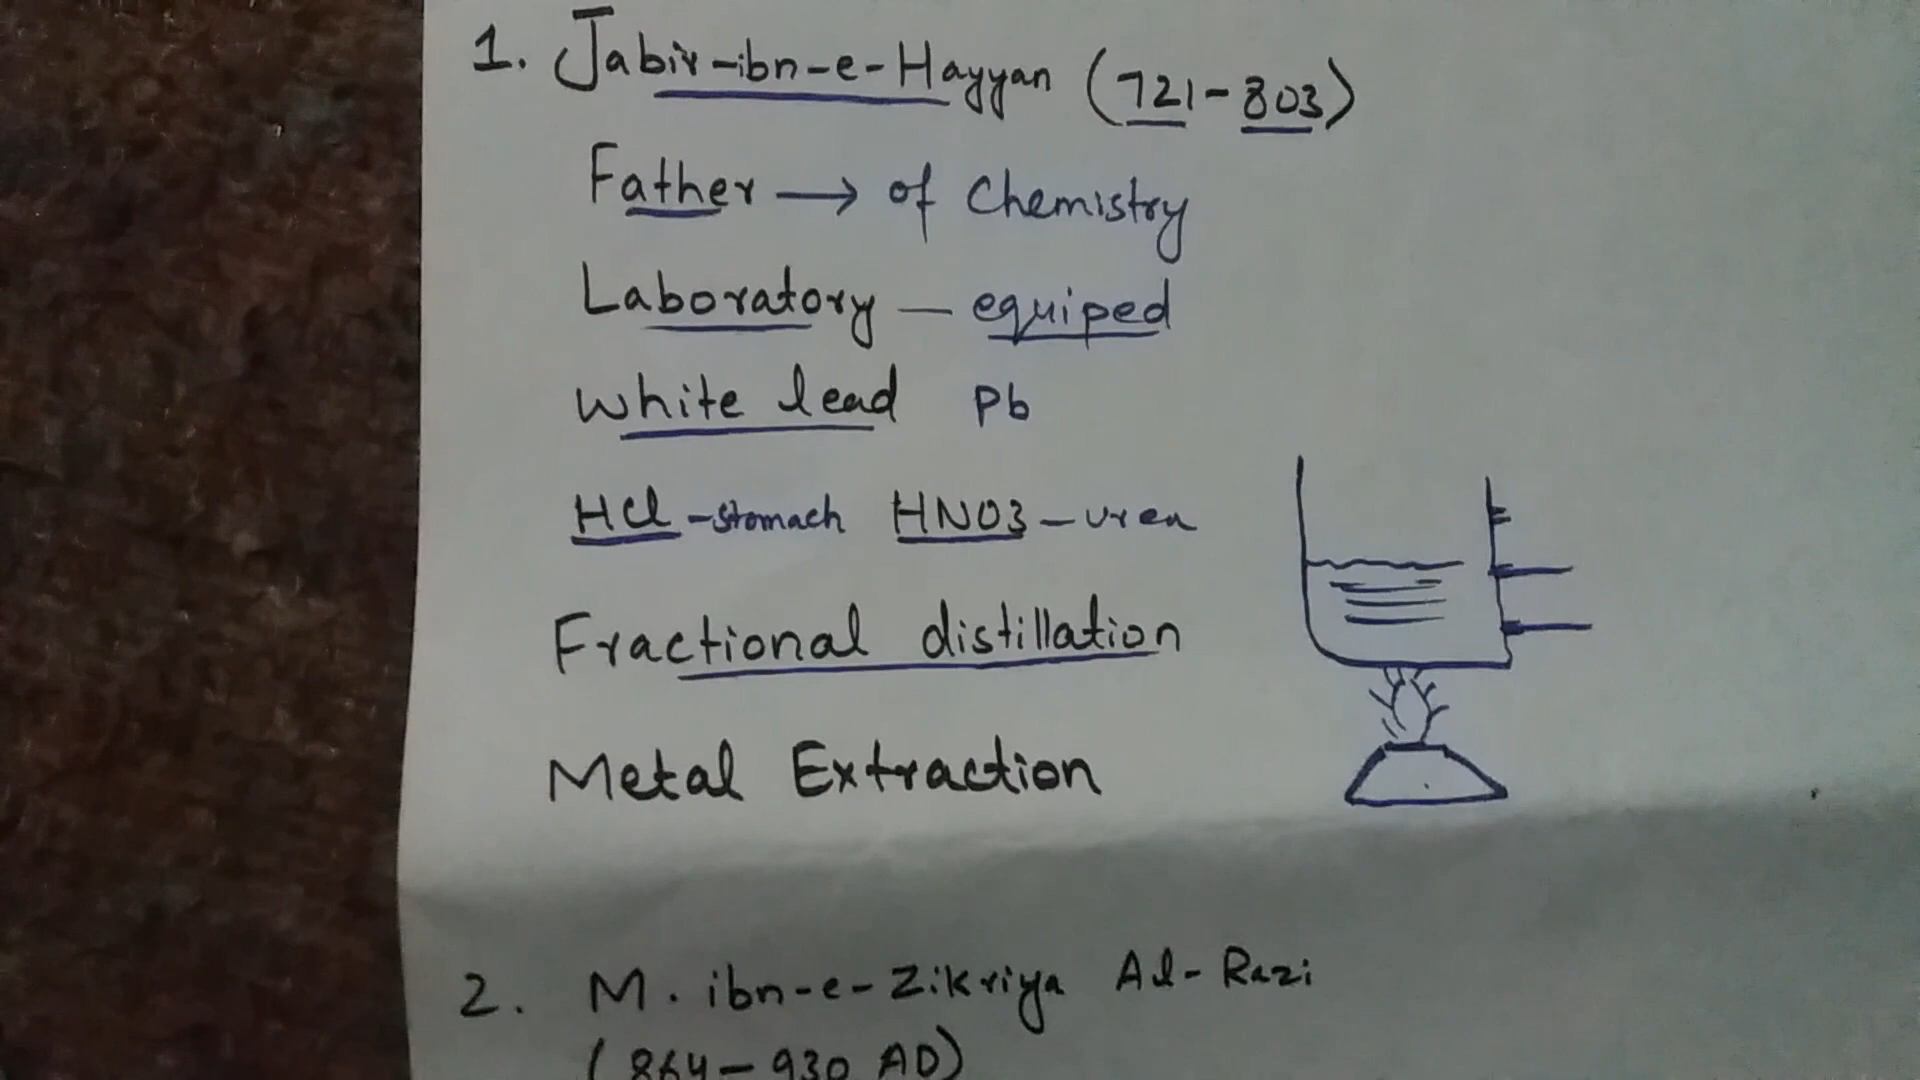 1. Jabir-ibn-e-Hayyan (721-803)
Father → of Chemistry
Laboratory — equiped
White lead Pb
HCl -stomach HNO3 - urea
Fractional distillation
Metal Extraction
2. M. ibn-e-Zikriya Al-Razi
(864-930 AD)